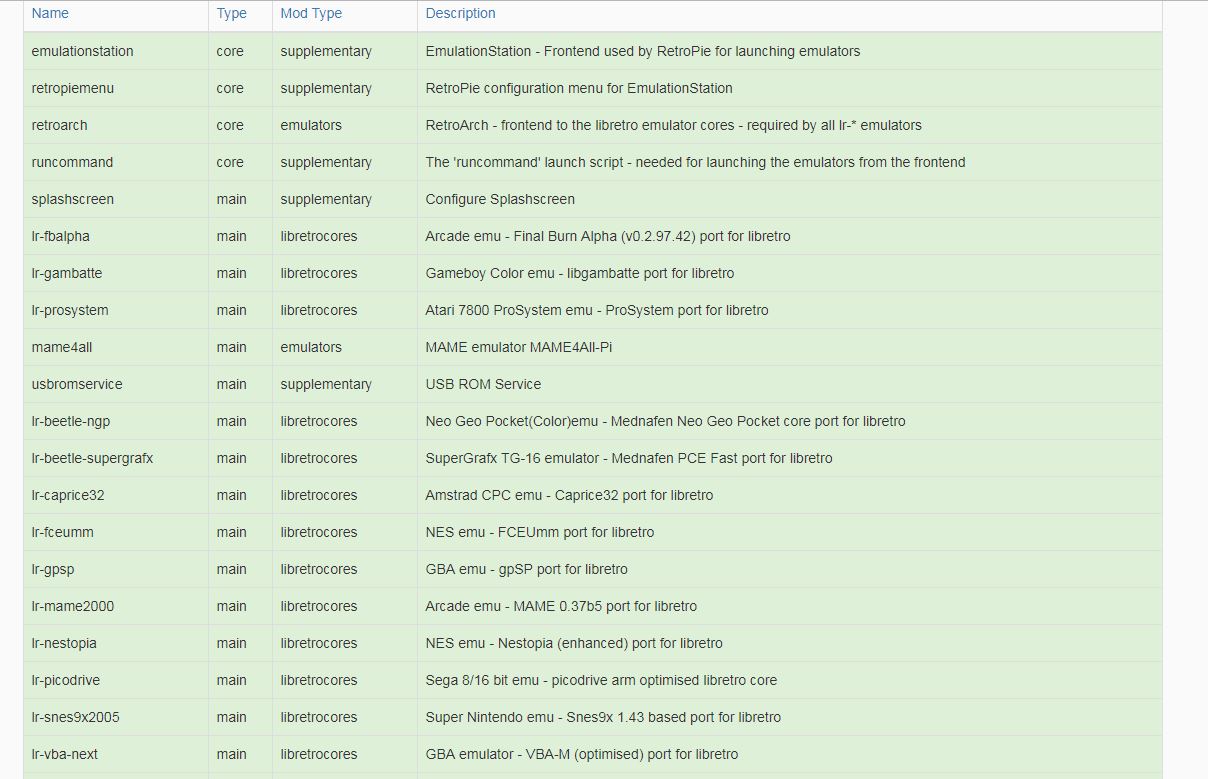 Name Type Mod Type Description
emulationstation core supplementary EmulationStation - Frontend used by RetroPie for launching emulators
retropiemenu core supplementary RetroPie configuration menu for EmulationStation
retroarch core emulators RetroArch - frontend to the libretro emulator cores - required by all lr-* emulators
runcommand core supplementary The 'runcommand' launch script - needed for launching the emulators from the frontend
splashscreen main supplementary Configure Splashscreen
lr-fbalpha main libretrocores Arcade emu - Final Burn Alpha (v0.2.97.42) port for libretro
lr-gambatte main libretrocores Gameboy Color emu - libgambatte port for libretro
lr-prosystem main libretrocores Atari 7800 ProSystem emu - ProSystem port for libretro
mame4all main emulators MAME emulator MAME4All-Pi
usbromservice main supplementary USB ROM Service
lr-beetle-ngp main libretrocores Neo Geo Pocket(Color)emu - Mednafen Neo Geo Pocket core port for libretro
lr-beetle-supergrafx main libretrocores SuperGrafx TG-16 emulator - Mednafen PCE Fast port for libretro
lr-caprice32 main libretrocores Amstrad CPC emu - Caprice32 port for libretro
lr-fceumm main libretrocores NES emu - FCEUmm port for libretro
lr-gpsp main libretrocores GBA emu - gpSP port for libretro
lr-mame2000 main libretrocores Arcade emu - MAME 0.37b5 port for libretro
lr-nestopia main libretrocores NES emu - Nestopia (enhanced) port for libretro
lr-picodrive main libretrocores Sega 8/16 bit emu - picodrive arm optimised libretro core
lr-snes9x2005 main libretrocores Super Nintendo emu - Snes9x 1.43 based port for libretro
lr-vba-next main libretrocores GBA emulator - VBA-M (optimised) port for libretro